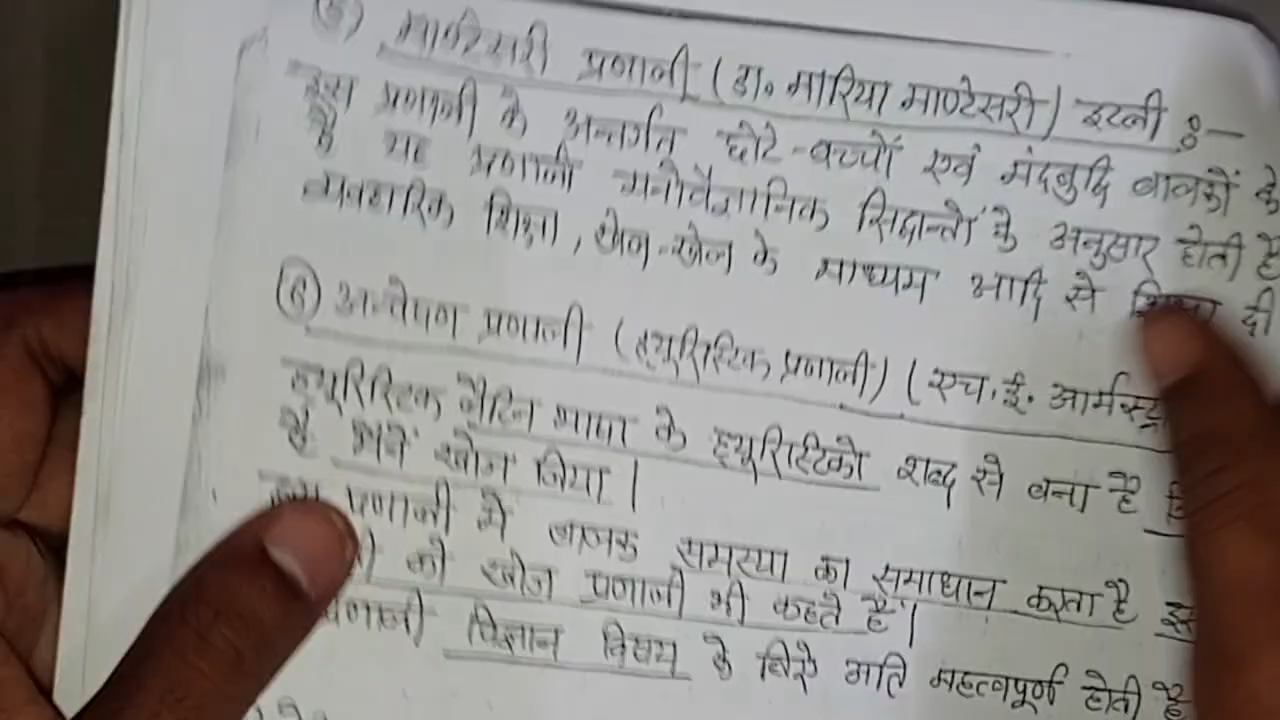 (5) माण्टेसरी प्रणाली (डा० मारिया माण्टेसरी) इटली :-
इस प्रणाली के अन्तर्गत छोटे-बच्चों एवं मंदबुद्धि बालकों के
है यह प्रणाली मनोवैज्ञानिक सिद्धान्तों के अनुसार होती है
व्यवहारिक शिक्षा, खेल-खेल के माध्यम आदि से शिक्षा दी
(6) अन्वेषण प्रणाली (ह्यूरिस्टिक प्रणाली) (एच.ई. आर्मस्ट्रा
ह्यूरिस्टिक लैटिन भाषा के ह्यूरिस्टिको शब्द से बना है
है मैने खोज लिया।
इस प्रणाली में बालक समस्या का समाधान करता है इस
को खोज प्रणाली भी कहते है।
प्रणाली विज्ञान विषय के लिए अति महत्वपूर्ण होती है